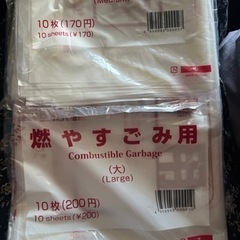 (Medium)
10枚(170円)
10 sheets(¥170)
燃やすごみ用
Combustible Garbage
(大)
(Large)
10枚(200円)
10 sheets(¥200)